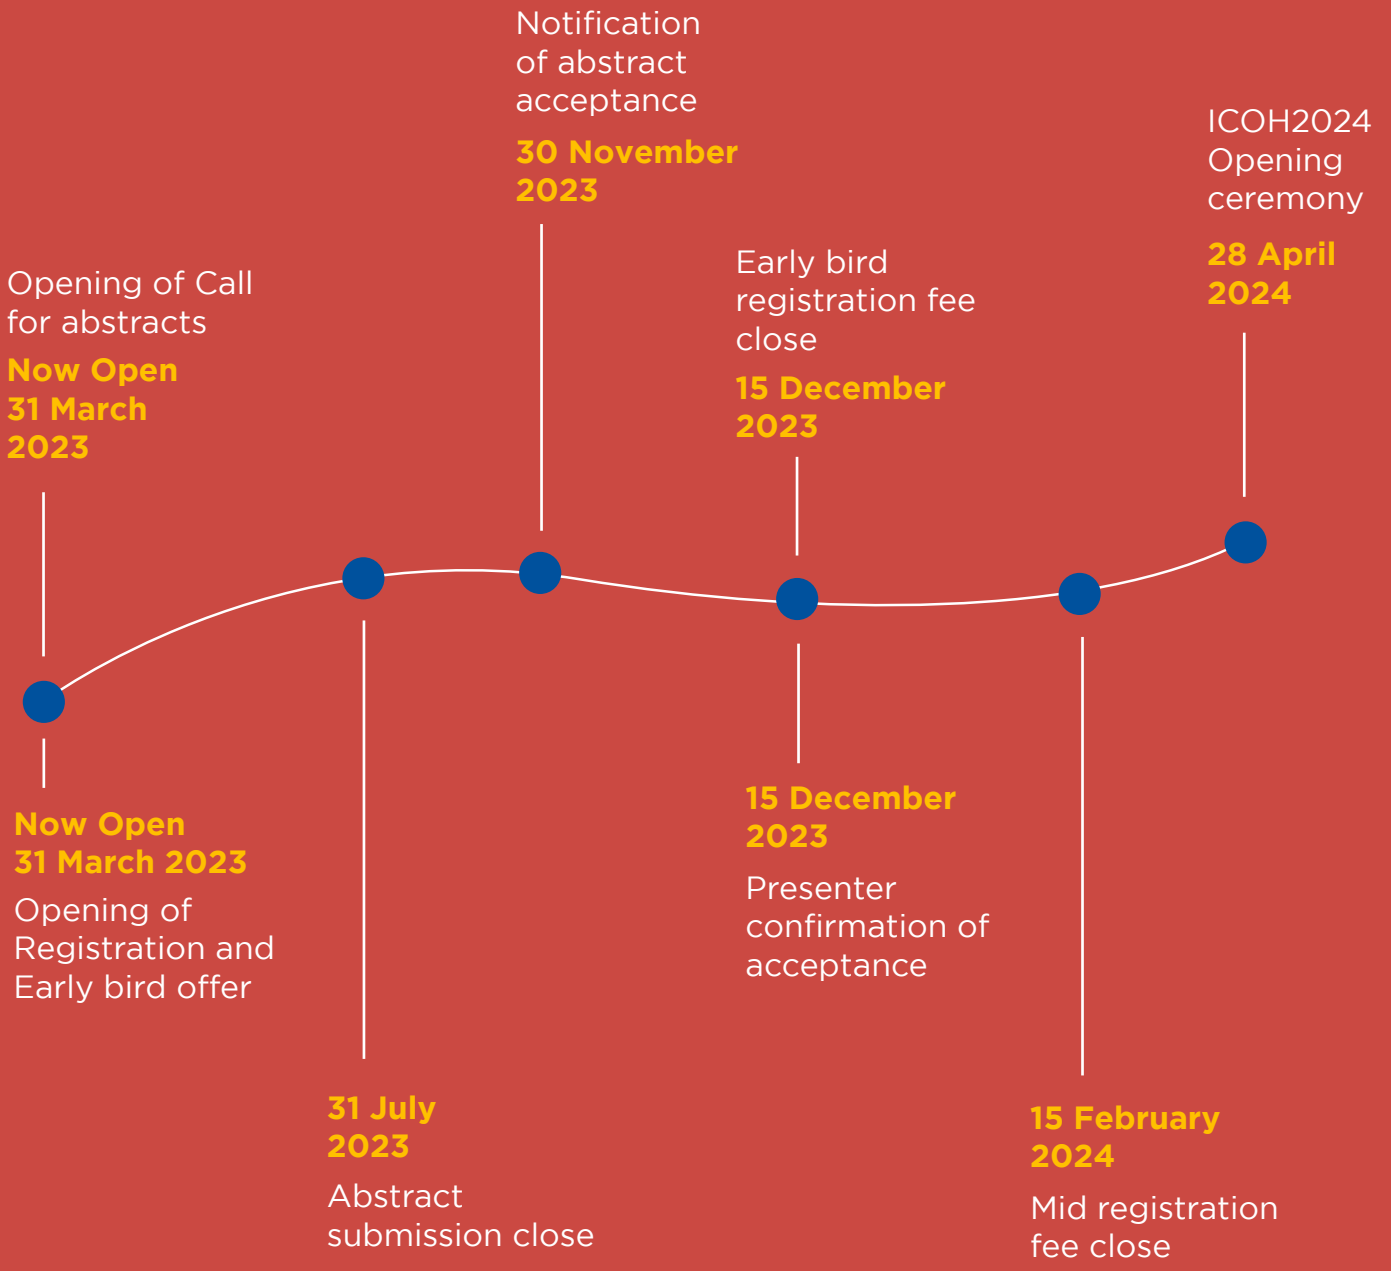 Opening of Call
for abstracts
Now Open
31 March
2023
Now Open
31 March 2023
Opening of
Registration and
Early bird offer
31 July
2023
Abstract
submission close
Notification
of abstract
acceptance
30 November
2023
Early bird
registration fee
close
15 December
2023
15 December
2023
Presenter
confirmation of
acceptance
15 February
2024
Mid registration
fee close
ICOH2024
Opening
ceremony
28 April
2024